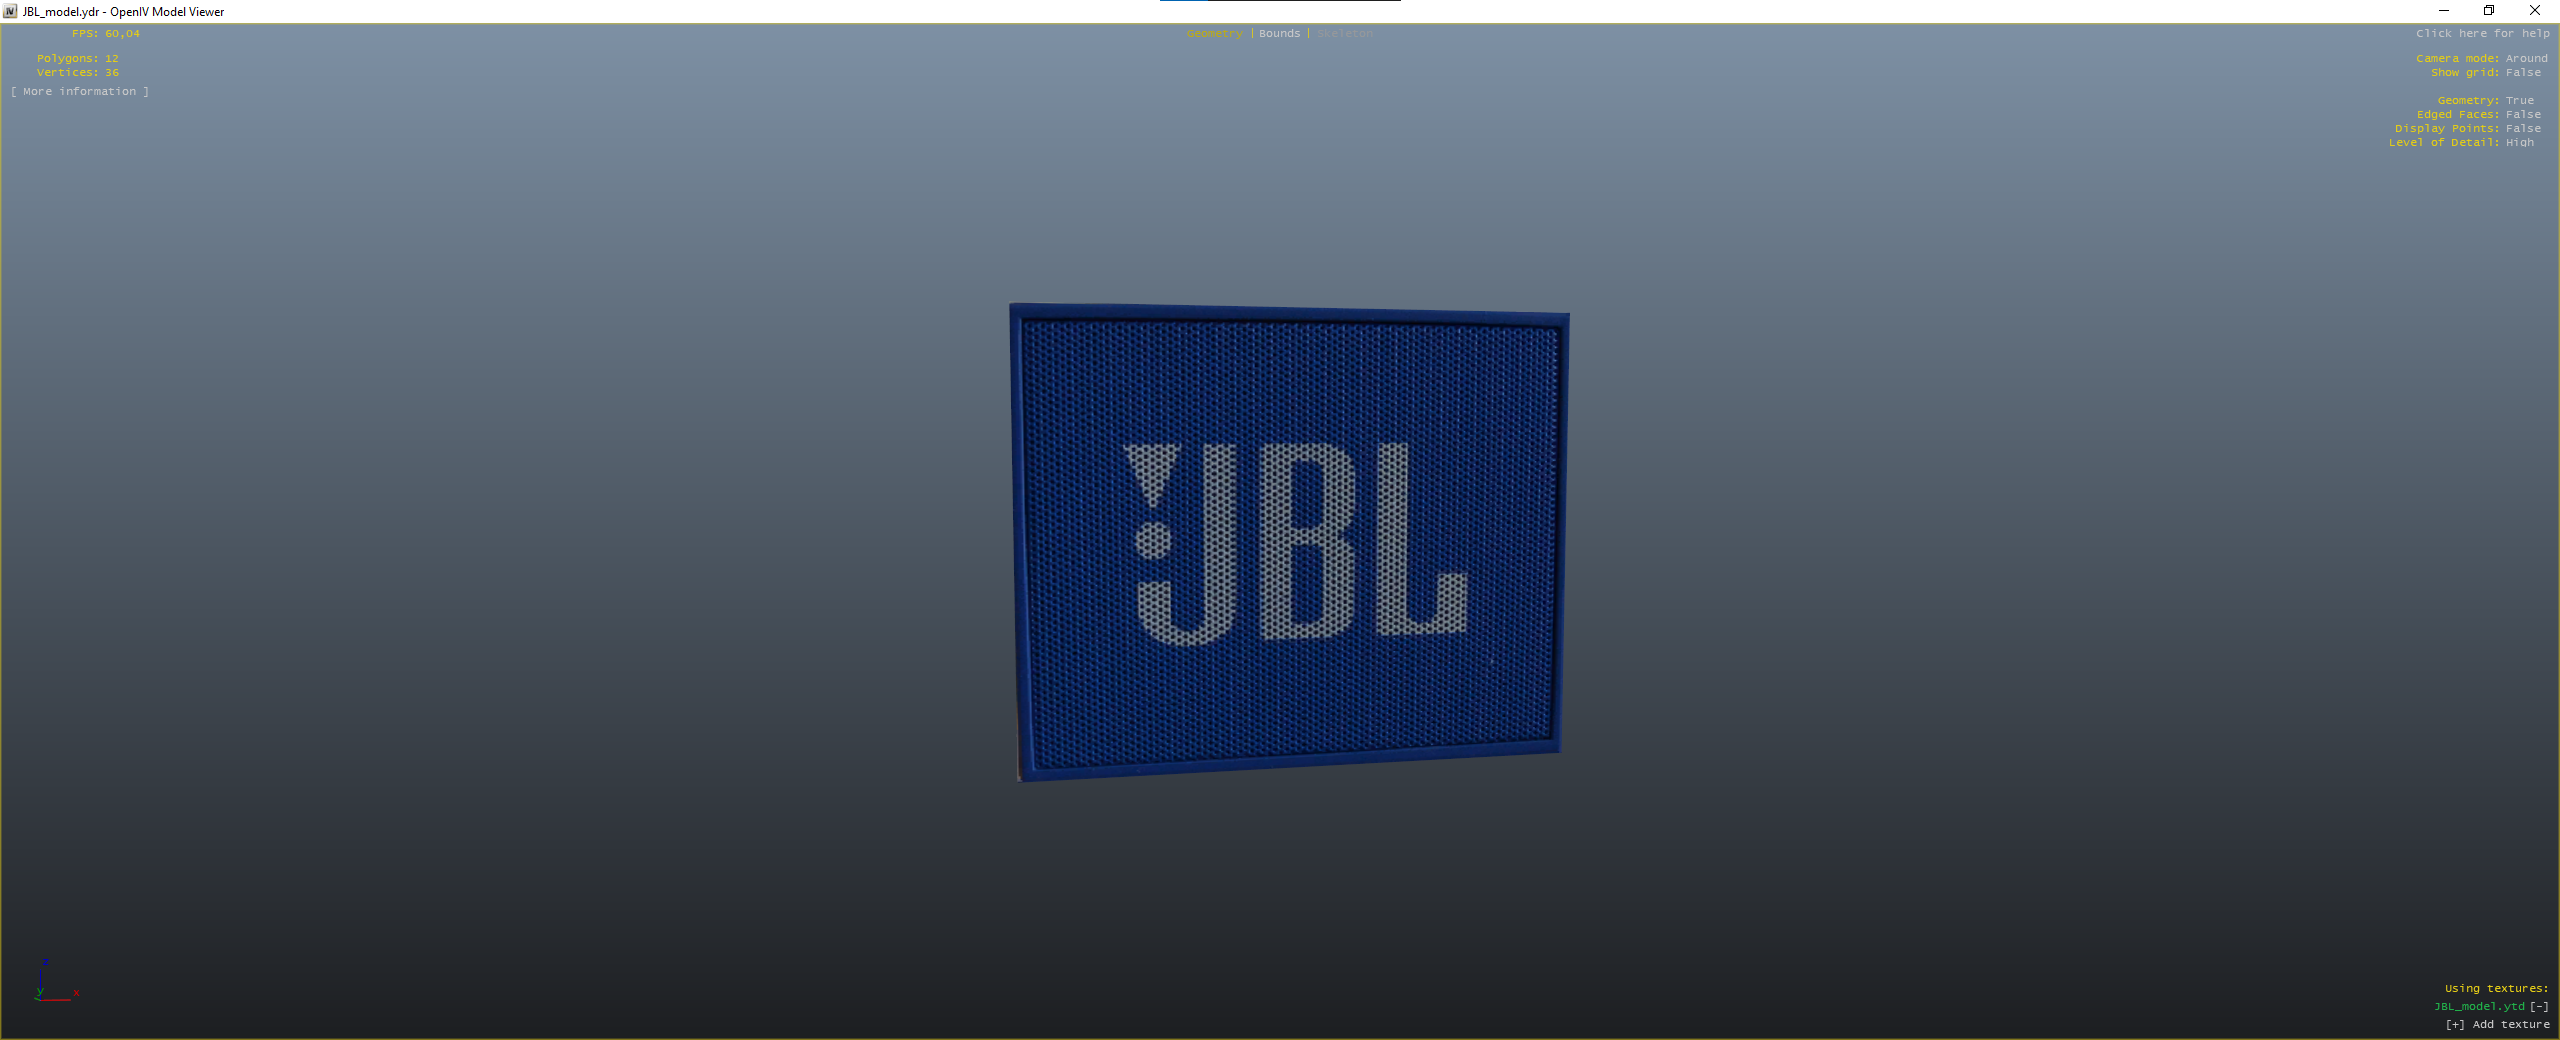 JBL_model.ydr - OpenIV Model Viewer
FPS: 60,04
Geometry | Bounds | Skeleton
Click here for help
Polygons: 12
Vertices: 36
[ More information ]
Camera mode: Around
Show grid: False
Geometry: True
Edged Faces: False
Display Points: False
Level of Detail: High
JBL
z
y
x
Using textures:
JBL_model.ytd [-]
[+] Add texture